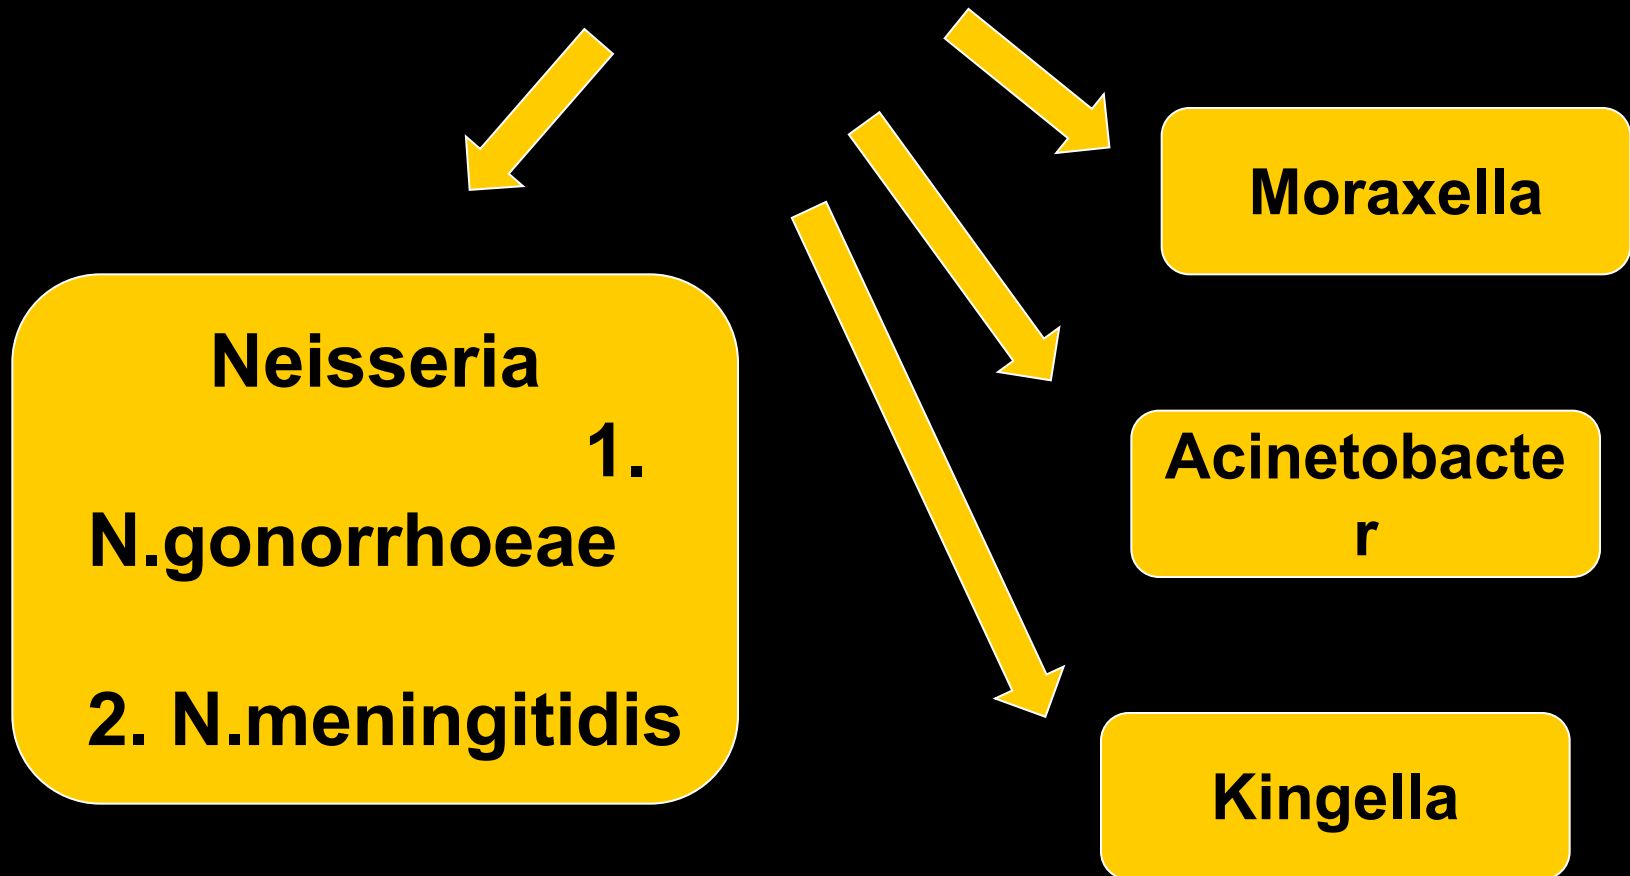 Moraxella
Neisseria
1.
N.gonorrhoeae
2. N.meningitidis
Acinetobacte
r
Kingella